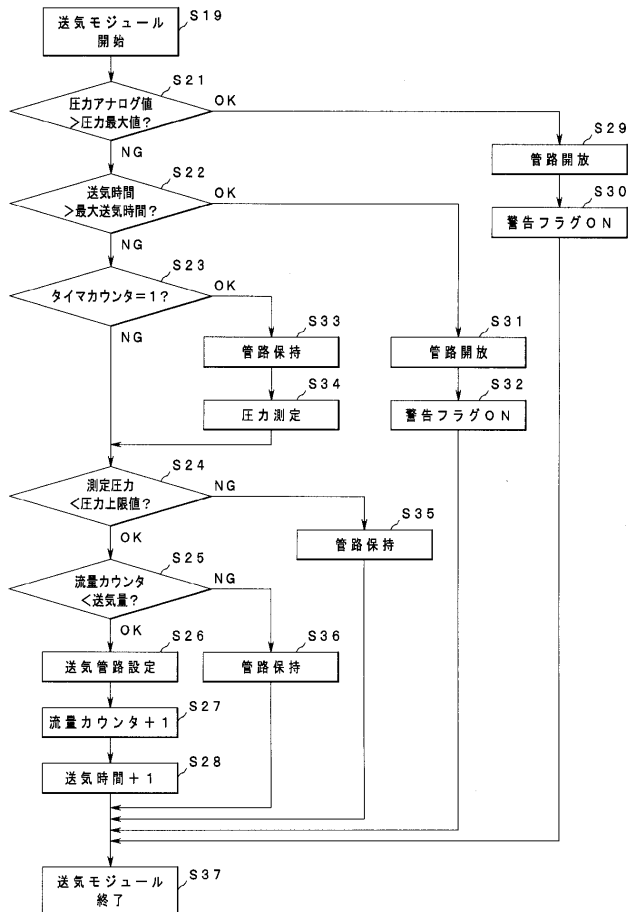 送気モジュール
開始
S19
S21
圧力アナログ値
>圧力最大値?
OK
NG
S29
管路開放
S30
警告フラグON
S22
送気時間
>最大送気時間?
OK
NG
S23
タイマカウンタ=1?
OK
NG
S33
管路保持
S34
圧力測定
S31
管路開放
S32
警告フラグON
S24
測定圧力
<圧力上限値?
NG
OK
S35
管路保持
S25
流量カウンタ
<送気量?
NG
OK
S26
送気管路設定
S36
管路保持
S27
流量カウンタ+1
S28
送気時間+1
S37
送気モジュール
終了